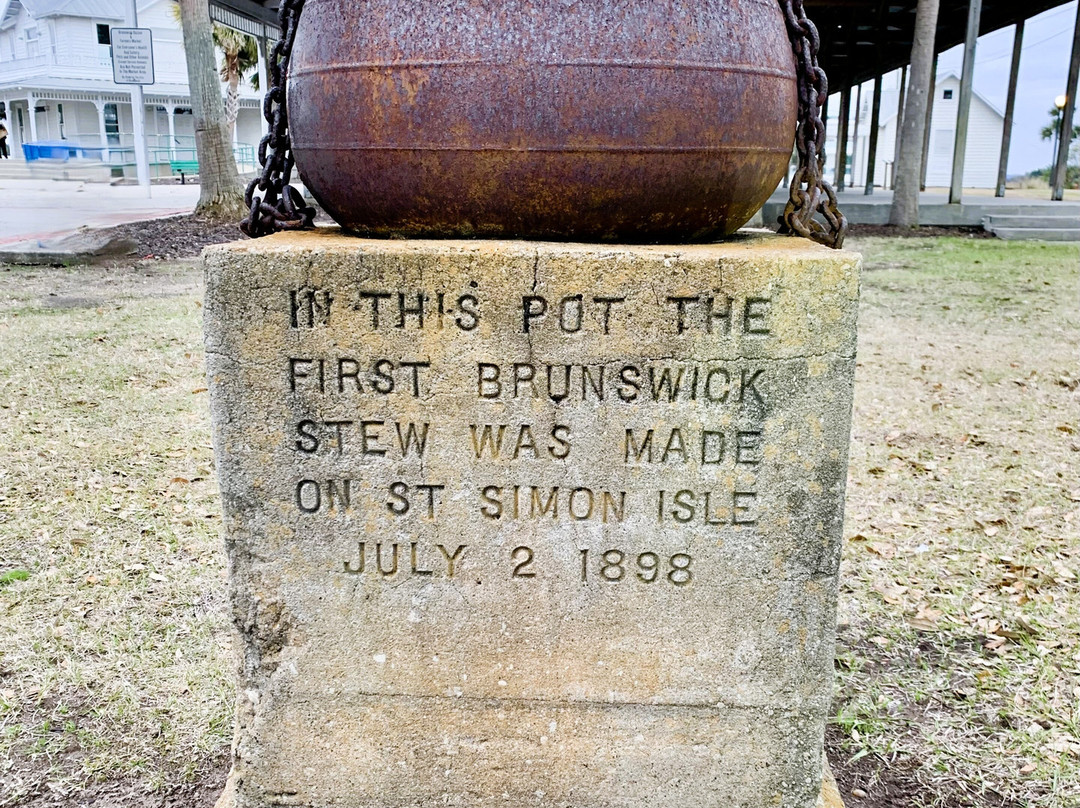 IN THIS POT THE
FIRST BRUNSWICK
STEW WAS MADE
ON ST SIMON ISLE
JULY 2 1898